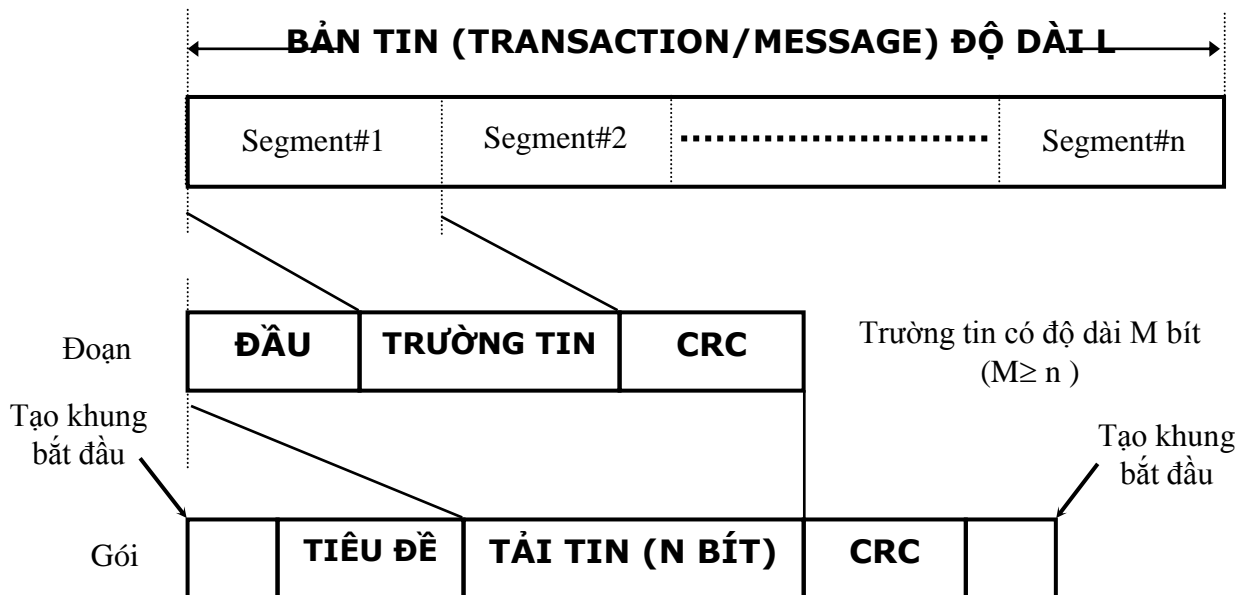 BẢN TIN (TRANSACTION/MESSAGE) ĐỘ DÀI L
Segment#1 Segment#2 Segment#n
Đoạn ĐẦU TRƯỜNG TIN CRC
Trường tin có độ dài M bít
(M≥ n )
Tạo khung
bắt đầu
Tạo khung
bắt đầu
Gói TIÊU ĐỀ TẢI TIN (N BÍT) CRC